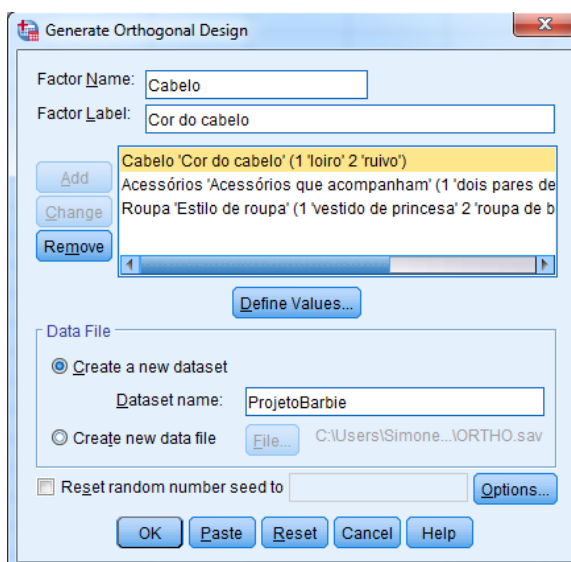 Generate Orthogonal Design
Factor Name: Cabelo
Factor Label: Cor do cabelo
Add
Change
Remove
Cabelo 'Cor do cabelo' (1 'loiro' 2 'ruivo')
Acessórios 'Acessórios que acompanham' (1 'dois pares de
Roupa 'Estilo de roupa' (1 'vestido de princesa' 2 'roupa de b
Define Values...
Data File
Create a new dataset
Dataset name: ProjetoBarbie
Create new data file File... C:\Users\Simone...\ORTHO.sav
Reset random number seed to Options...
OK Paste Reset Cancel Help